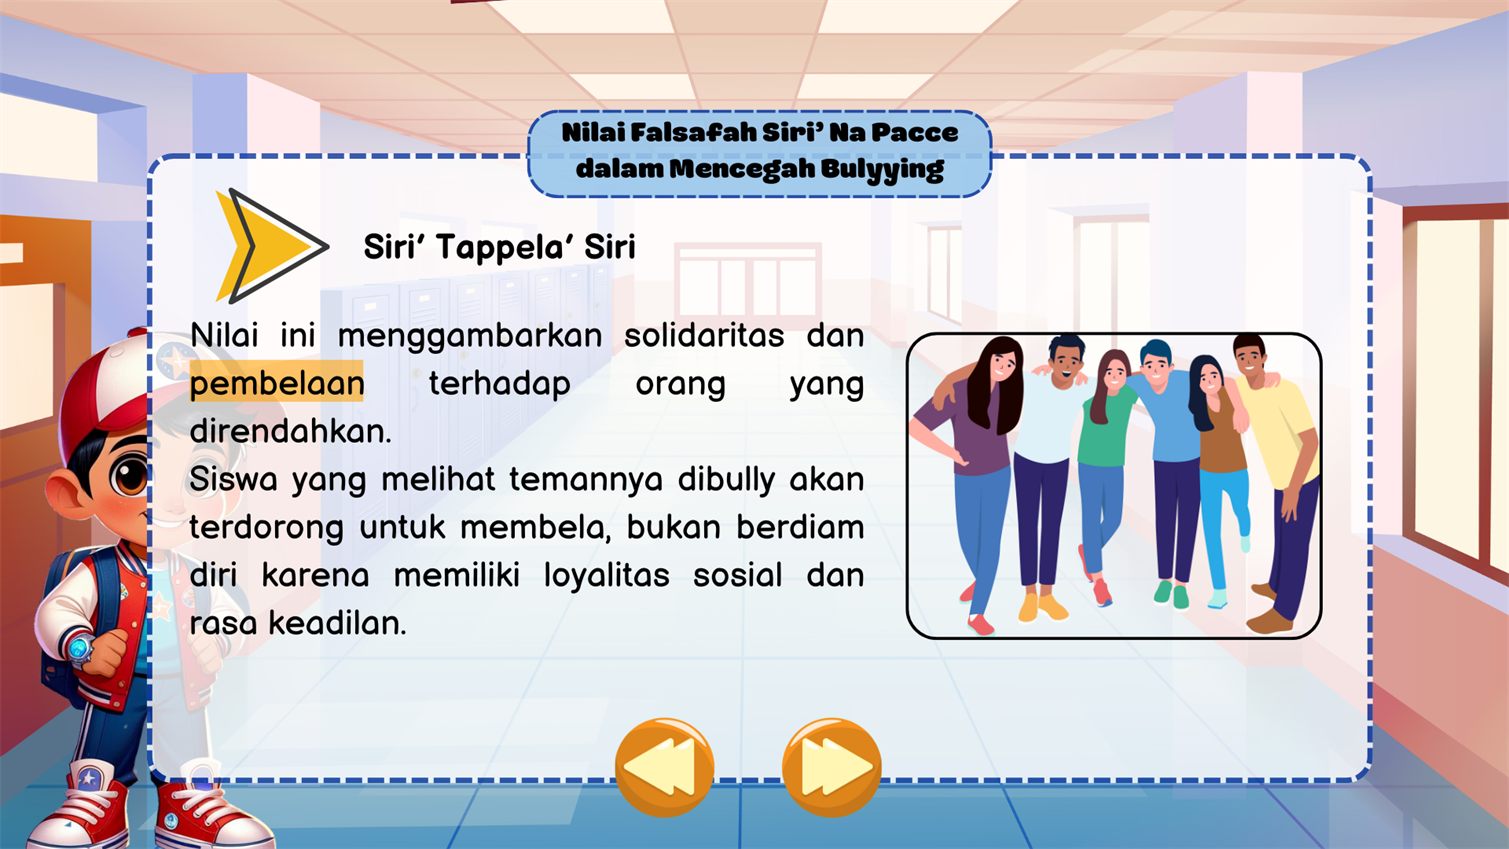 Nilai Falsafah Siri’ Na Pacce
dalam Mencegah Bulyying
Siri’ Tappela’ Siri
Nilai ini menggambarkan solidaritas dan
pembelaan terhadap orang yang
direndahkan.
Siswa yang melihat temannya dibully akan
terdorong untuk membela, bukan berdiam
diri karena memiliki loyalitas sosial dan
rasa keadilan.